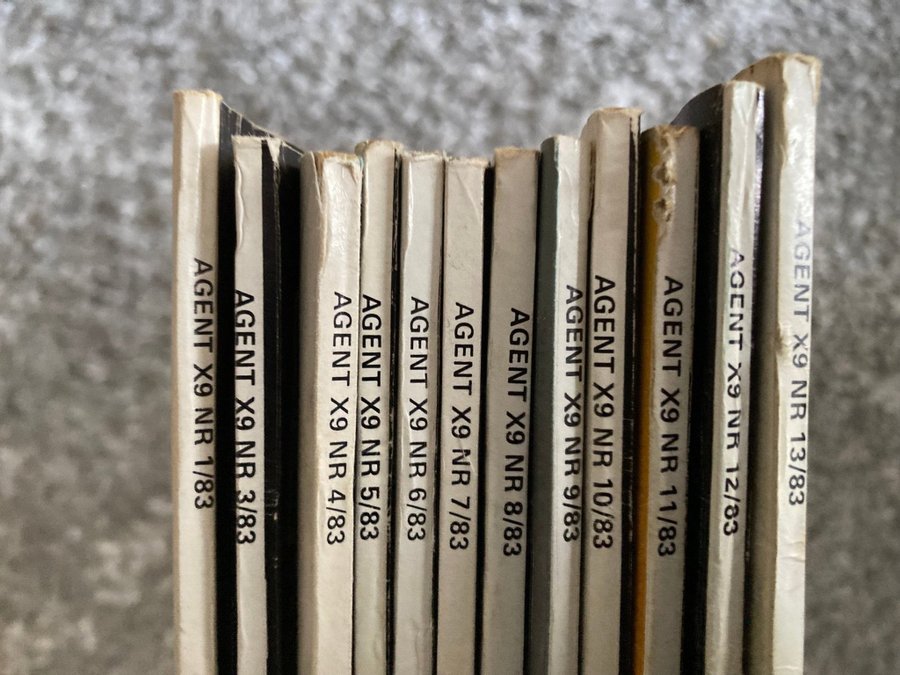 AGENT X9 NR 1/83
AGENT X9 NR 3/83
AGENT X9 NR 4/83
AGENT X9 NR 5/83
AGENT X9 NR 6/83
AGENT X9 NR 7/83
AGENT X9 NR 8/83
AGENT X9 NR 9/83
AGENT X9 NR 10/83
AGENT X9 NR 11/83
AGENT X9 NR 12/83
AGENT X9 NR 13/83